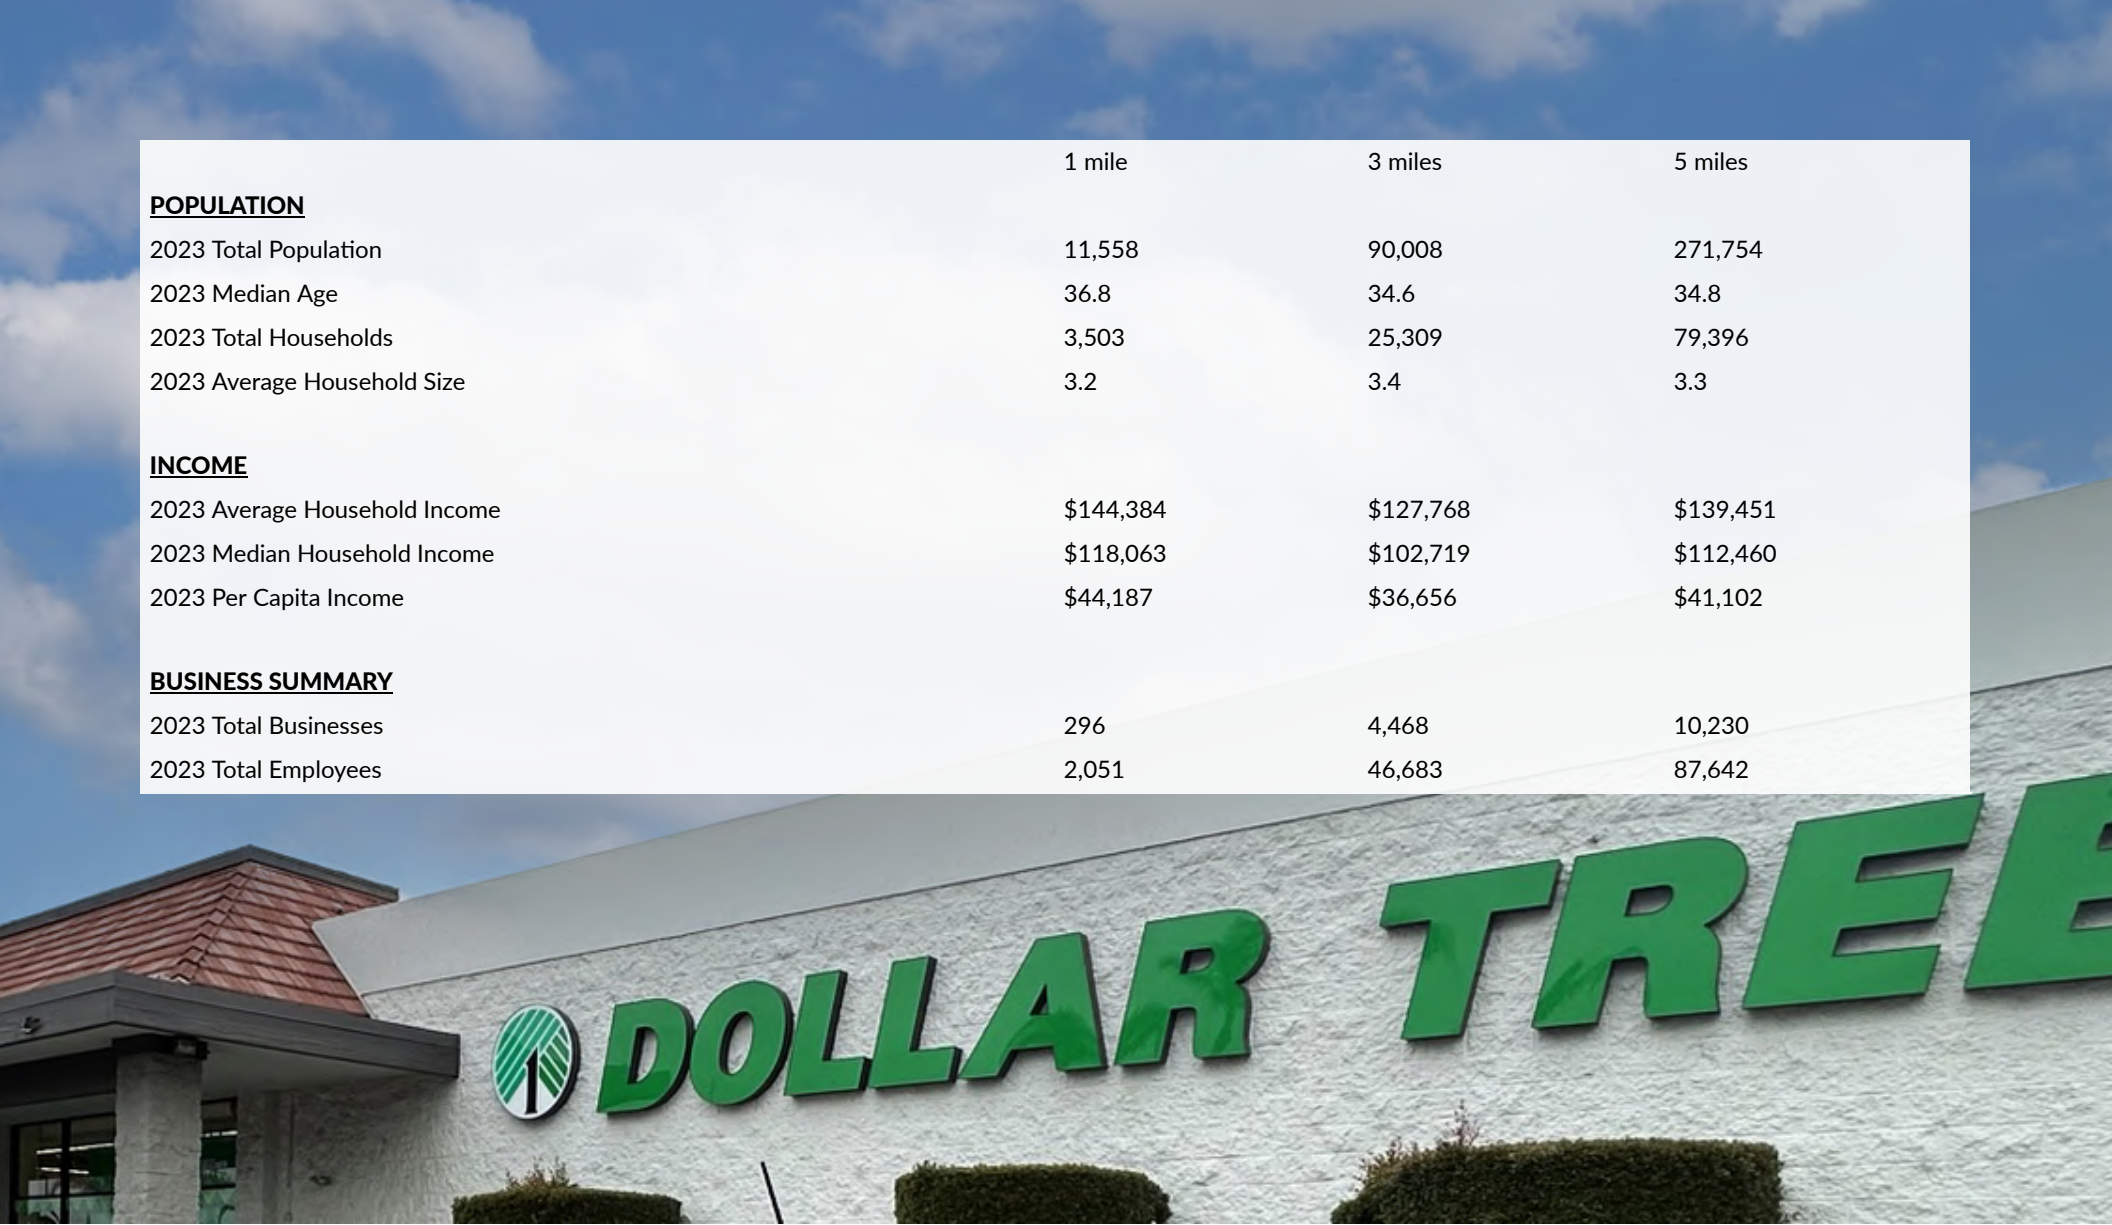 1 mile 3 miles 5 miles
POPULATION
2023 Total Population 11,558 90,008 271,754
2023 Median Age 36.8 34.6 34.8
2023 Total Households 3,503 25,309 79,396
2023 Average Household Size 3.2 3.4 3.3
INCOME
2023 Average Household Income $144,384 $127,768 $139,451
2023 Median Household Income $118,063 $102,719 $112,460
2023 Per Capita Income $44,187 $36,656 $41,102
BUSINESS SUMMARY
2023 Total Businesses 296 4,468 10,230
2023 Total Employees 2,051 46,683 87,642
1 DOLLAR TREE